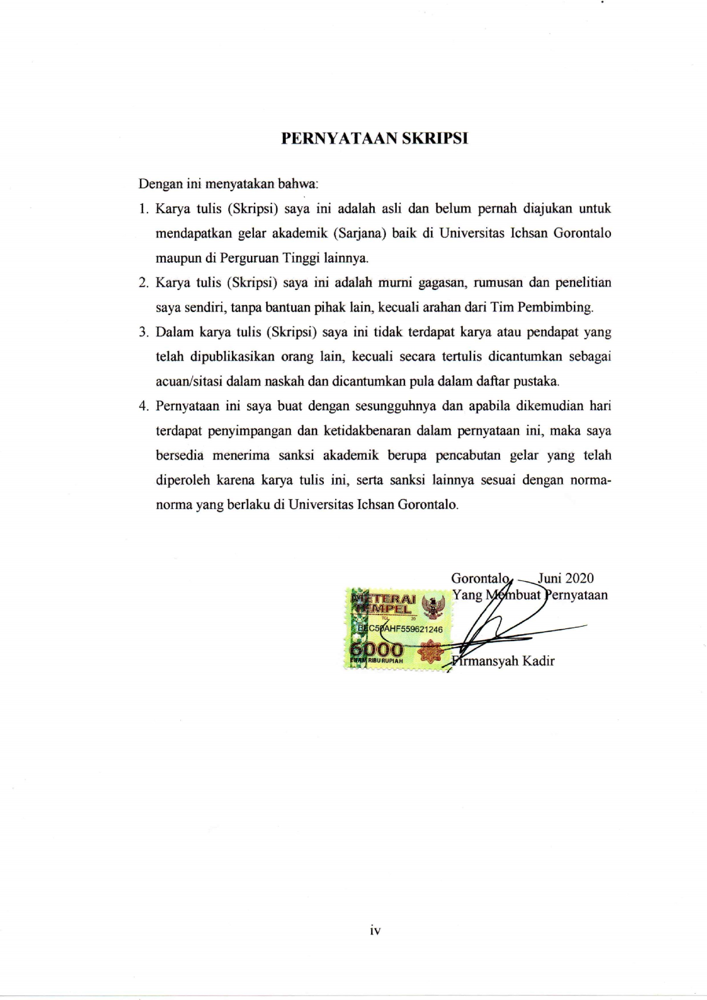 PERNYATAAN SKRIPSI
Dengan ini menyatakan bahwa:
1. Karya tulis (Skripsi) saya ini adalah asli dan belum pernah diajukan untuk
mendapatkan gelar akademik (Sarjana) baik di Universitas Ichsan Gorontalo
maupun di Perguruan Tinggi lainnya.
2. Karya tulis (Skripsi) saya ini adalah murni gagasan, rumusan dan penelitian
saya sendiri, tanpa bantuan pihak lain, kecuali arahan dari Tim Pembimbing.
3. Dalam karya tulis (Skripsi) saya ini tidak terdapat karya atau pendapat yang
telah dipublikasikan orang lain, kecuali secara tertulis dicantumkan sebagai
acuan/sitasi dalam naskah dan dicantumkan pula dalam daftar pustaka.
4. Pernyataan ini saya buat dengan sesungguhnya dan apabila dikemudian hari
terdapat penyimpangan dan ketidakbenaran dalam pernyataan ini, maka saya
bersedia menerima sanksi akademik berupa pencabutan gelar yang telah
diperoleh karena karya tulis ini, serta sanksi lainnya sesuai dengan norma-
norma yang berlaku di Universitas Ichsan Gorontalo.
Gorontalo, Juni 2020
Yang Membuat Pernyataan
METERAI
TEMPEL
TGL 20
BEC50AHF559621246
6000
ENAM RIBU RUPIAH
Firmansyah Kadir
iv